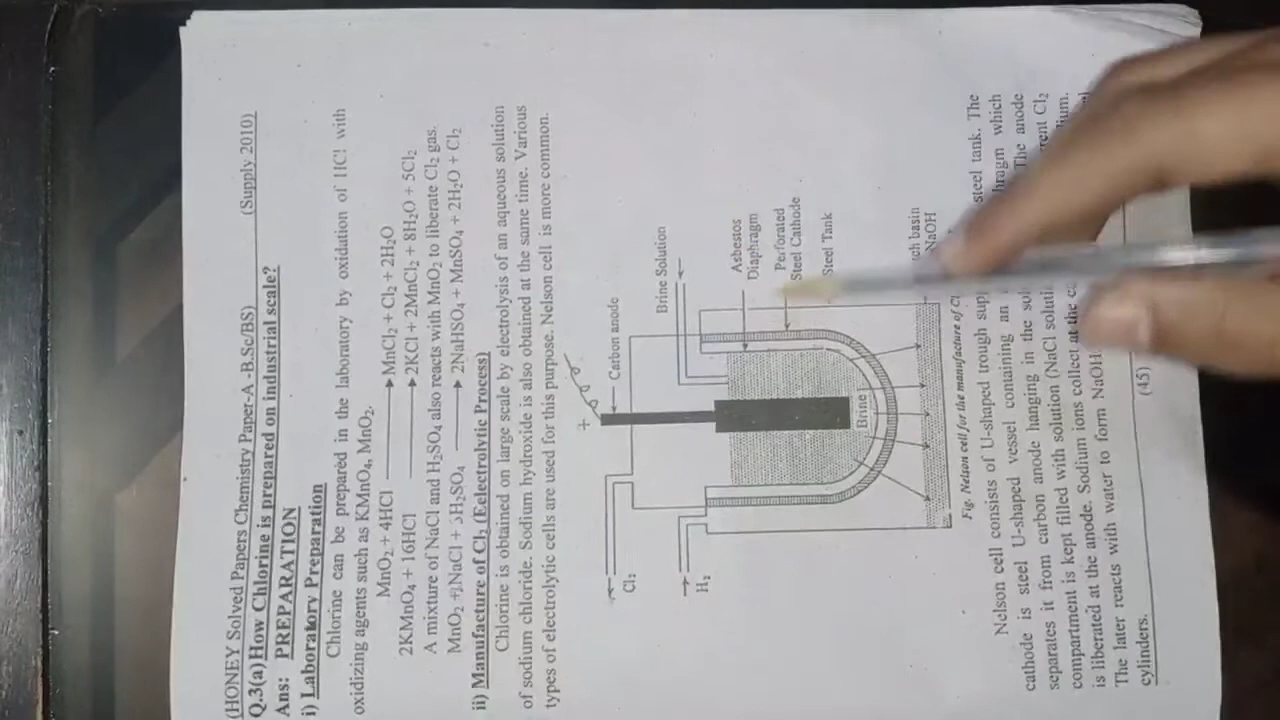 (HONEY Solved Papers Chemistry Paper-A -B.Sc/BS) (Supply 2010)
Q.3(a) How Chlorine is prepared on industrial scale?
Ans: PREPARATION
i) Laboratory Preparation
Chlorine can be prepared in the laboratory by oxidation of HCl with
oxidizing agents such as KMnO₄, MnO₂.
MnO₂ + 4HCl → MnCl₂ + Cl₂ + 2H₂O
2KMnO₄ + 16HCl → 2KCl + 2MnCl₂ + 8H₂O + 5Cl₂
A mixture of NaCl and H₂SO₄ also reacts with MnO₂ to liberate Cl₂ gas.
MnO₂ + 2NaCl + 3H₂SO₄ → 2NaHSO₄ + MnSO₄ + 2H₂O + Cl₂
ii) Manufacture of Cl₂ (Eelectrolytic Process)
Chlorine is obtained on large scale by electrolysis of an aqueous solution
of sodium chloride. Sodium hydroxide is also obtained at the same time. Various
types of electrolytic cells are used for this purpose. Nelson cell is more common.
+
Carbon anode
Brine Solution
Cl₂
H₂
Asbestos
Diaphragm
Perforated
Steel Cathode
Steel Tank
Brine
basin
NaOH
Fig. Nelson cell for the manufacture of
Nelson cell consists of U-shaped trough steel tank. The
cathode is steel U-shaped vessel containing an which
separates it from carbon anode hanging in the The anode
compartment is kept filled with solution (NaCl Cl₂
is liberated at the anode. Sodium ions collect at the
The later reacts with water to form NaOH
cylinders.
(45)